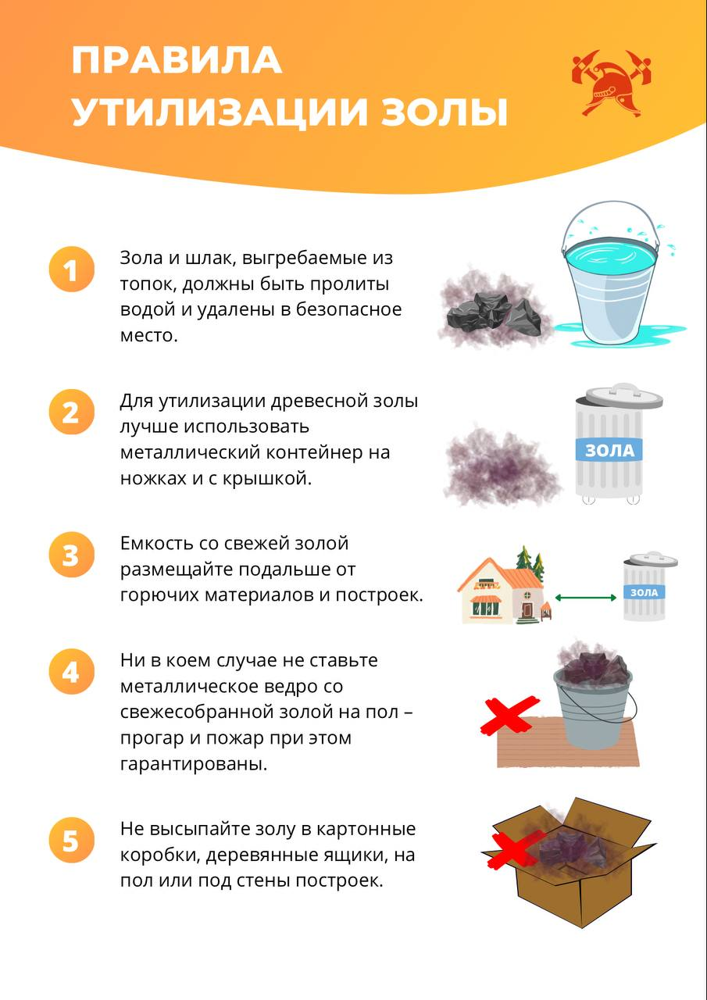 ПРАВИЛА
УТИЛИЗАЦИИ ЗОЛЫ
1
Зола и шлак, выгребаемые из
топок, должны быть пролиты
водой и удалены в безопасное
место.
2
Для утилизации древесной золы
лучше использовать
металлический контейнер на
ножках и с крышкой.
ЗОЛА
3
Емкость со свежей золой
размещайте подальше от
горючих материалов и построек.
ЗОЛА
4
Ни в коем случае не ставьте
металлическое ведро со
свежесобранной золой на пол –
прогар и пожар при этом
гарантированы.
5
Не высыпайте золу в картонные
коробки, деревянные ящики, на
пол или под стены построек.